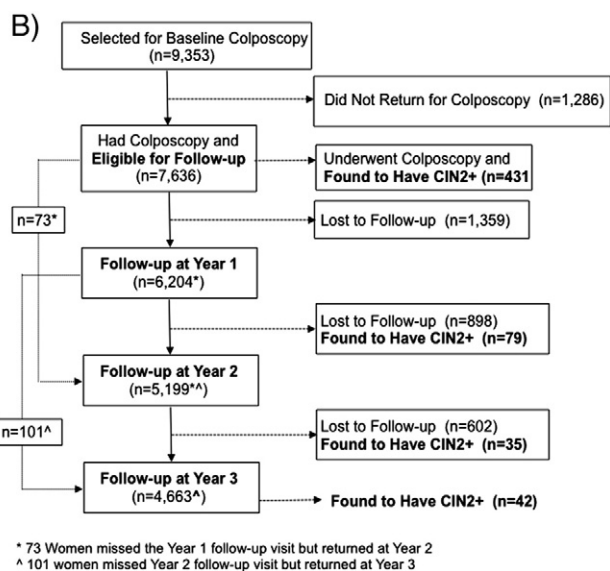 B)
Selected for Baseline Colposcopy
(n=9,353)
Did Not Return for Colposcopy (n=1,286)
Had Colposcopy and
Eligible for Follow-up
(n=7,636)
Underwent Colposcopy and
Found to Have CIN2+ (n=431
n=73*
Lost to Follow-up (n=1,359)
Follow-up at Year 1
(n=6,204*)
Lost to Follow-up (n=898)
Found to Have CIN2+ (n=79)
Follow-up at Year 2
(n=5,199*^)
n=101^
Lost to Follow-up (n=602)
Found to Have CIN2+ (n=35)
Follow-up at Year 3
(n=4,663^)
Found to Have CIN2+ (n=42)
* 73 Women missed the Year 1 follow-up visit but returned at Year 2
^ 101 women missed Year 2 follow-up visit but returned at Year 3